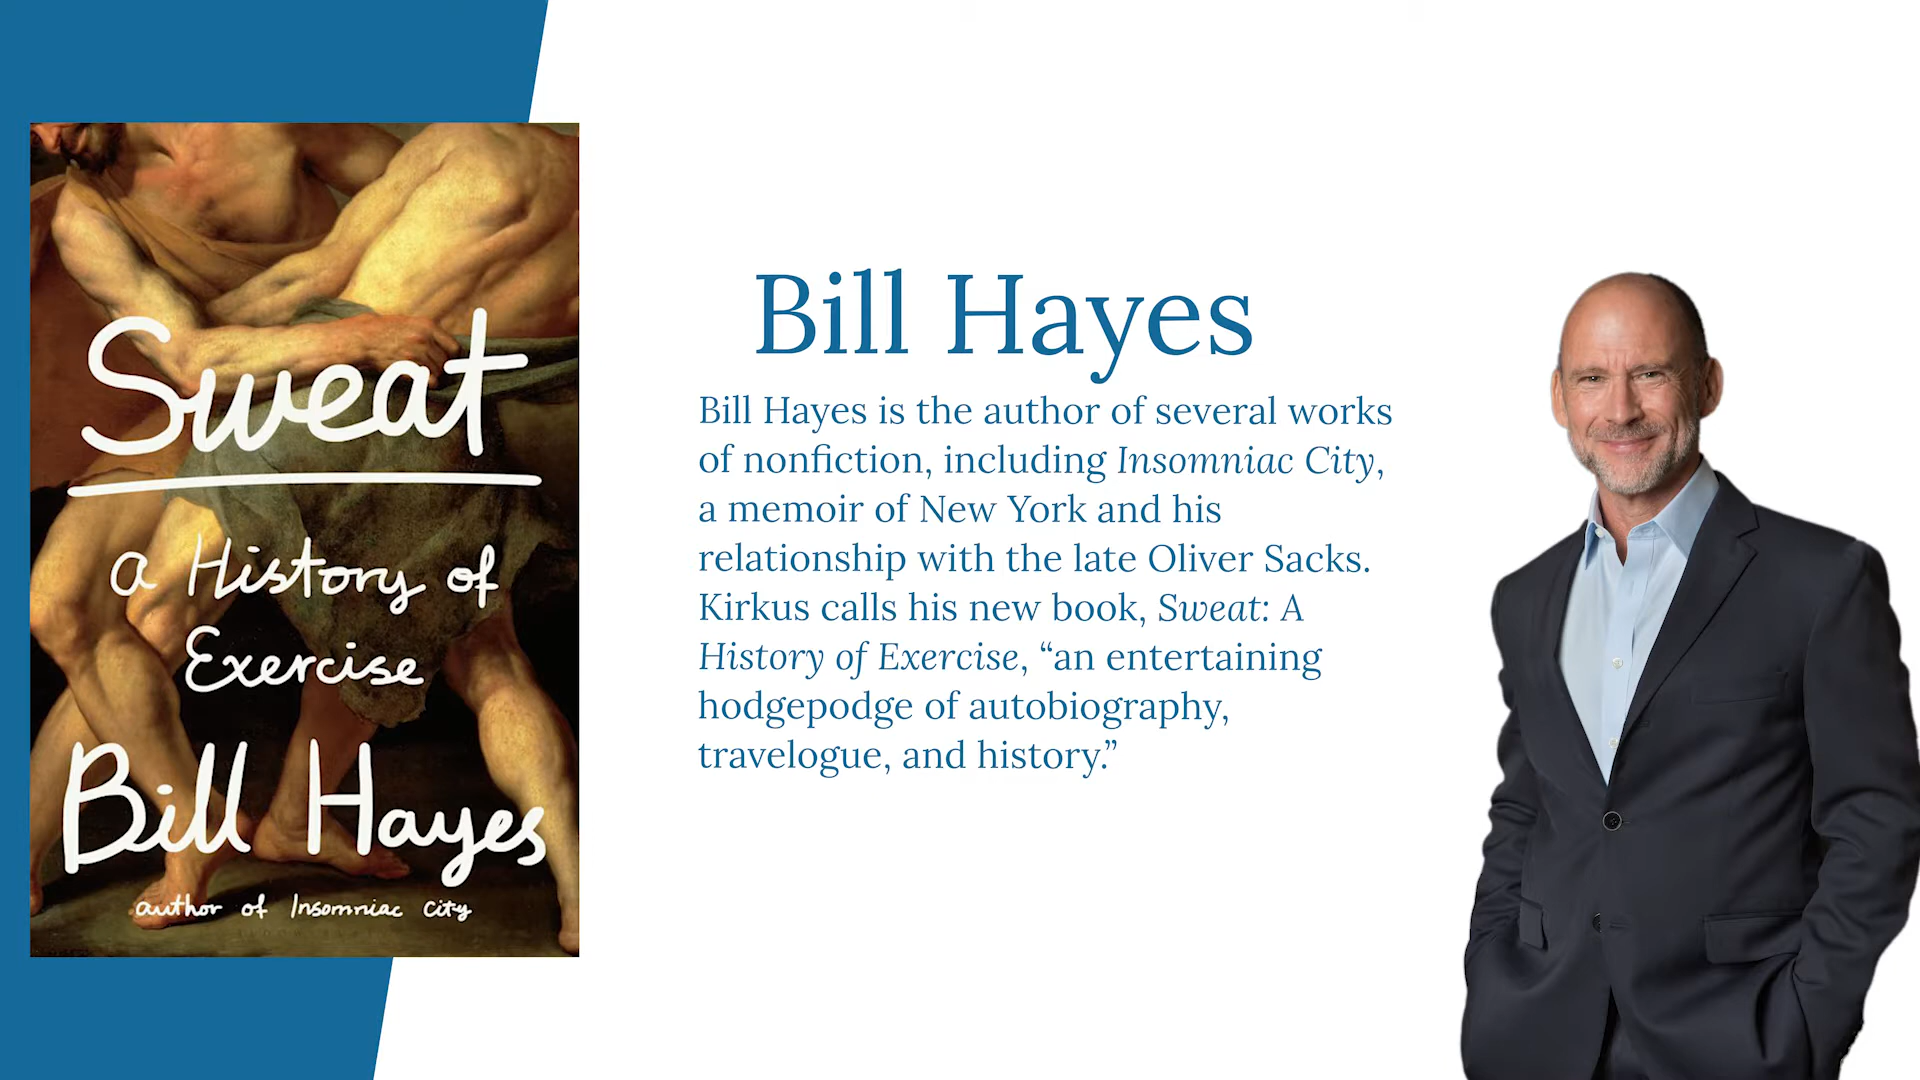 Sweat
a History of
Exercise
Bill Hayes
author of Insomniac City
Bill Hayes
Bill Hayes is the author of several works
of nonfiction, including Insomniac City,
a memoir of New York and his
relationship with the late Oliver Sacks.
Kirkus calls his new book, Sweat: A
History of Exercise, “an entertaining
hodgepodge of autobiography,
travelogue, and history.”